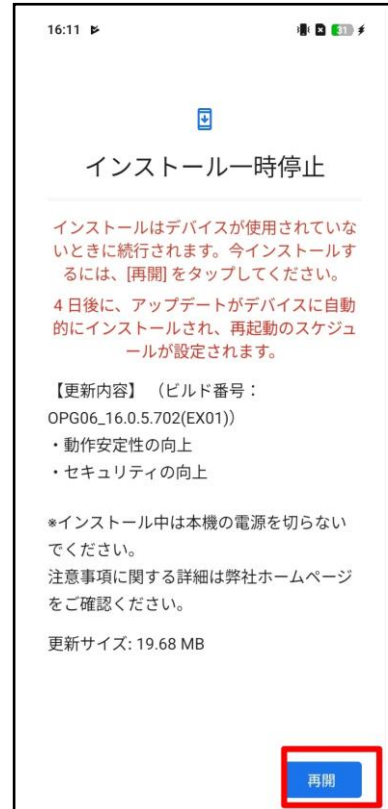 16:11
31
インストール一時停止
インストールはデバイスが使用されていな
いときに続行されます。今インストールす
るには、[再開] をタップしてください。
4 日後に、アップデートがデバイスに自動
的にインストールされ、再起動のスケジュ
ールが設定されます。
【更新内容】 （ビルド番号：
OPG06_16.0.5.702(EX01)）
・動作安定性の向上
・セキュリティの向上
※インストール中は本機の電源を切らない
でください。
注意事項に関する詳細は弊社ホームページ
をご確認ください。
更新サイズ: 19.68 MB
再開